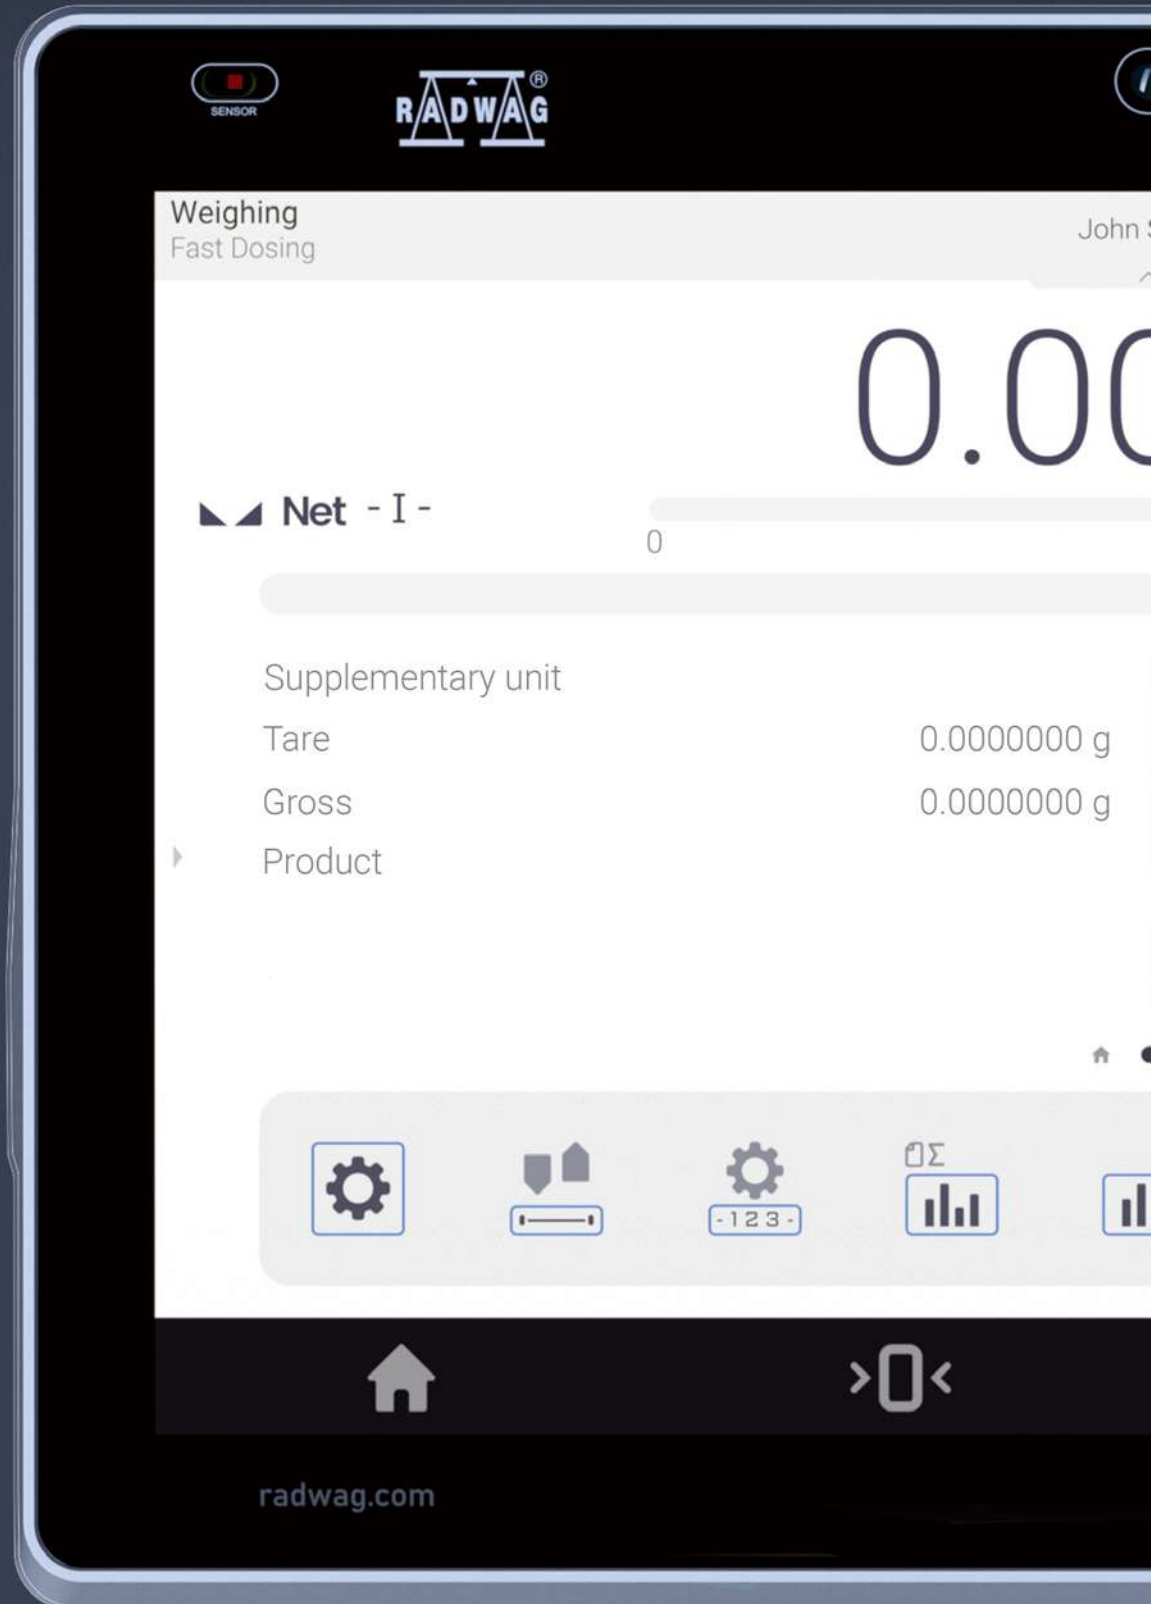 SENSOR
RADWAG®
Weighing
Fast Dosing
John
0.00
Net - I -
0
Supplementary unit
Tare 0.0000000 g
Gross 0.0000000 g
Product
Σ
-123-
>0<
radwag.com